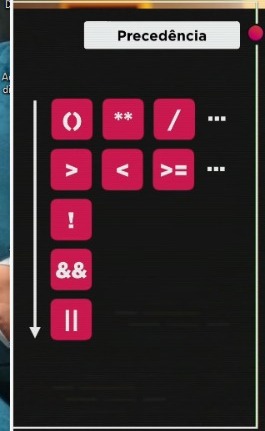 Precedência
() ** / ...
> < >= ...
!
&&
||